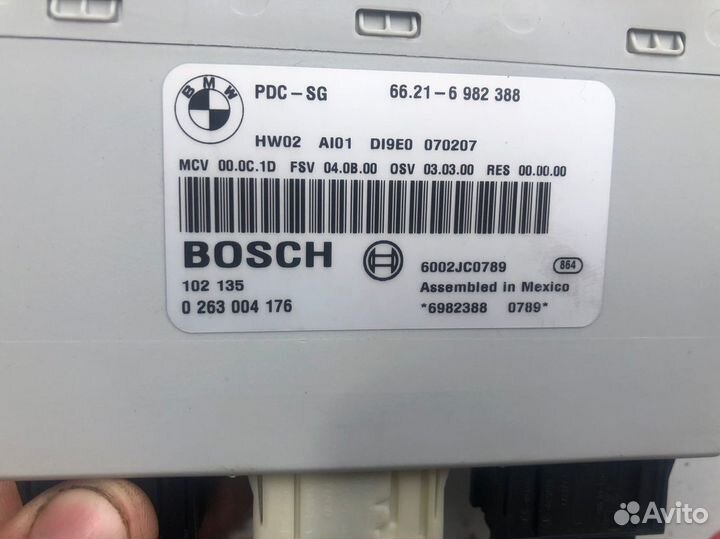 BMW PDC-SG 66.21-6 982 388
HW02 AI01 DI9E0 070207
MCV 00.0C.1D FSV 04.0B.00 OSV 03.03.00 RES 00.00.00
BOSCH
6002JC0789 864
102 135 Assembled in Mexico
0 263 004 176 *6982388 0789*
Avito